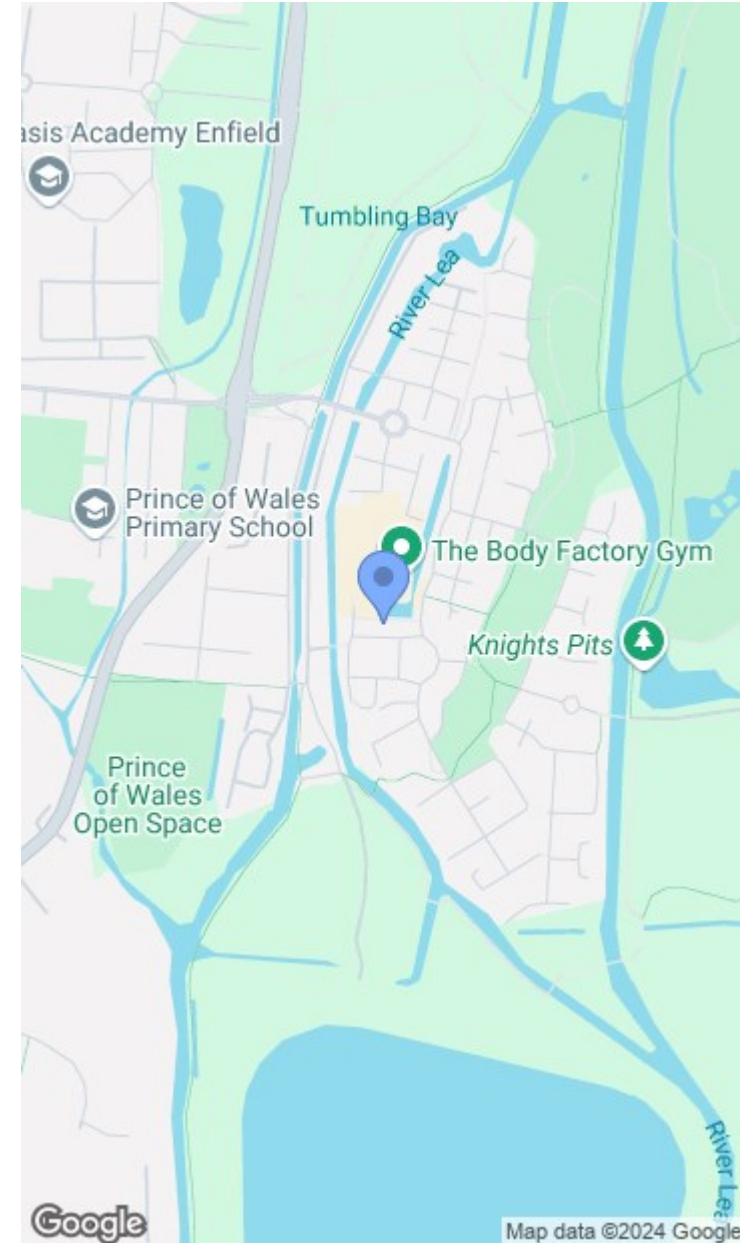 asis Academy Enfield
Tumbling Bay
River Lea
Prince of Wales
Primary School
The Body Factory Gym
Knights Pits
Prince
of Wales
Open Space
River Lea
Google
Map data ©2024 Google